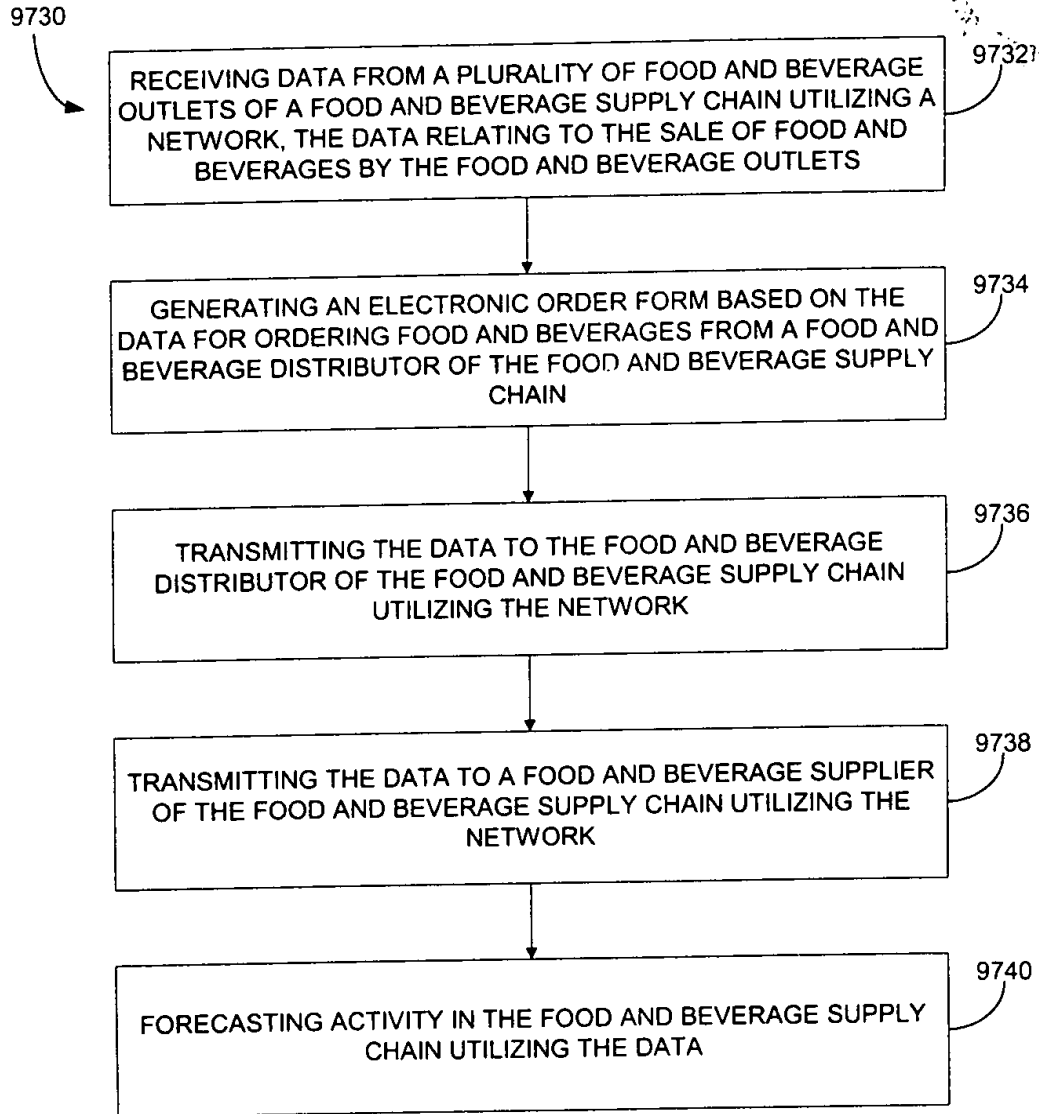 9730
RECEIVING DATA FROM A PLURALITY OF FOOD AND BEVERAGE
OUTLETS OF A FOOD AND BEVERAGE SUPPLY CHAIN UTILIZING A
NETWORK, THE DATA RELATING TO THE SALE OF FOOD AND
BEVERAGES BY THE FOOD AND BEVERAGE OUTLETS
9732
GENERATING AN ELECTRONIC ORDER FORM BASED ON THE
DATA FOR ORDERING FOOD AND BEVERAGES FROM A FOOD AND
BEVERAGE DISTRIBUTOR OF THE FOOD AND BEVERAGE SUPPLY
CHAIN
9734
TRANSMITTING THE DATA TO THE FOOD AND BEVERAGE
DISTRIBUTOR OF THE FOOD AND BEVERAGE SUPPLY CHAIN
UTILIZING THE NETWORK
9736
TRANSMITTING THE DATA TO A FOOD AND BEVERAGE SUPPLIER
OF THE FOOD AND BEVERAGE SUPPLY CHAIN UTILIZING THE
NETWORK
9738
FORECASTING ACTIVITY IN THE FOOD AND BEVERAGE SUPPLY
CHAIN UTILIZING THE DATA
9740